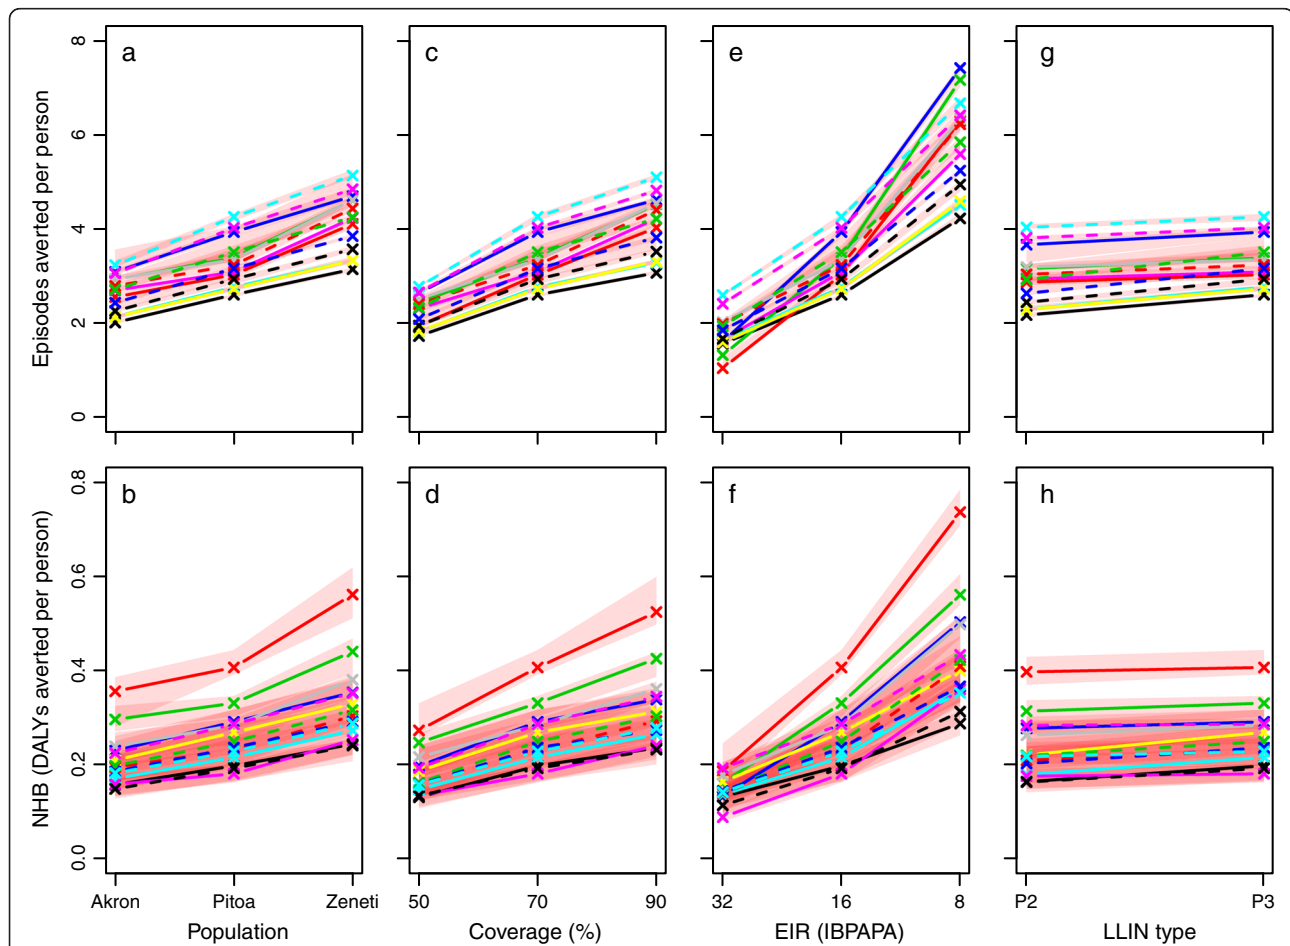 a
c
e
g
Episodes averted per person
8
6
4
2
0
b
d
f
h
NHB (DALYs averted per person)
0.8
0.6
0.4
0.2
0.0
Akron Pitoa Zeneti
50 70 90
32 16 8
P2 P3
Population
Coverage (%)
EIR (IBPAPA)
LLIN type